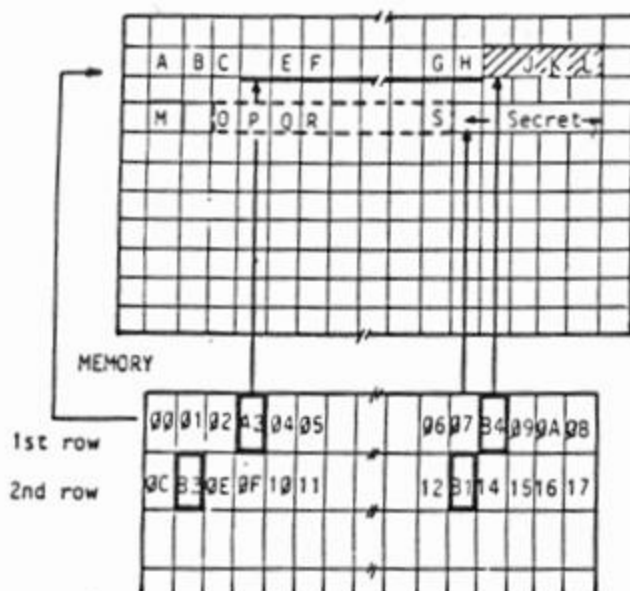 A B C E F G H J K L
M O P Q R S Secret
MEMORY
1st row
00 01 02 A3 04 05 06 07 B4 09 0A 0B
2nd row
0C B3 0E 0F 10 11 12 B1 14 15 16 17